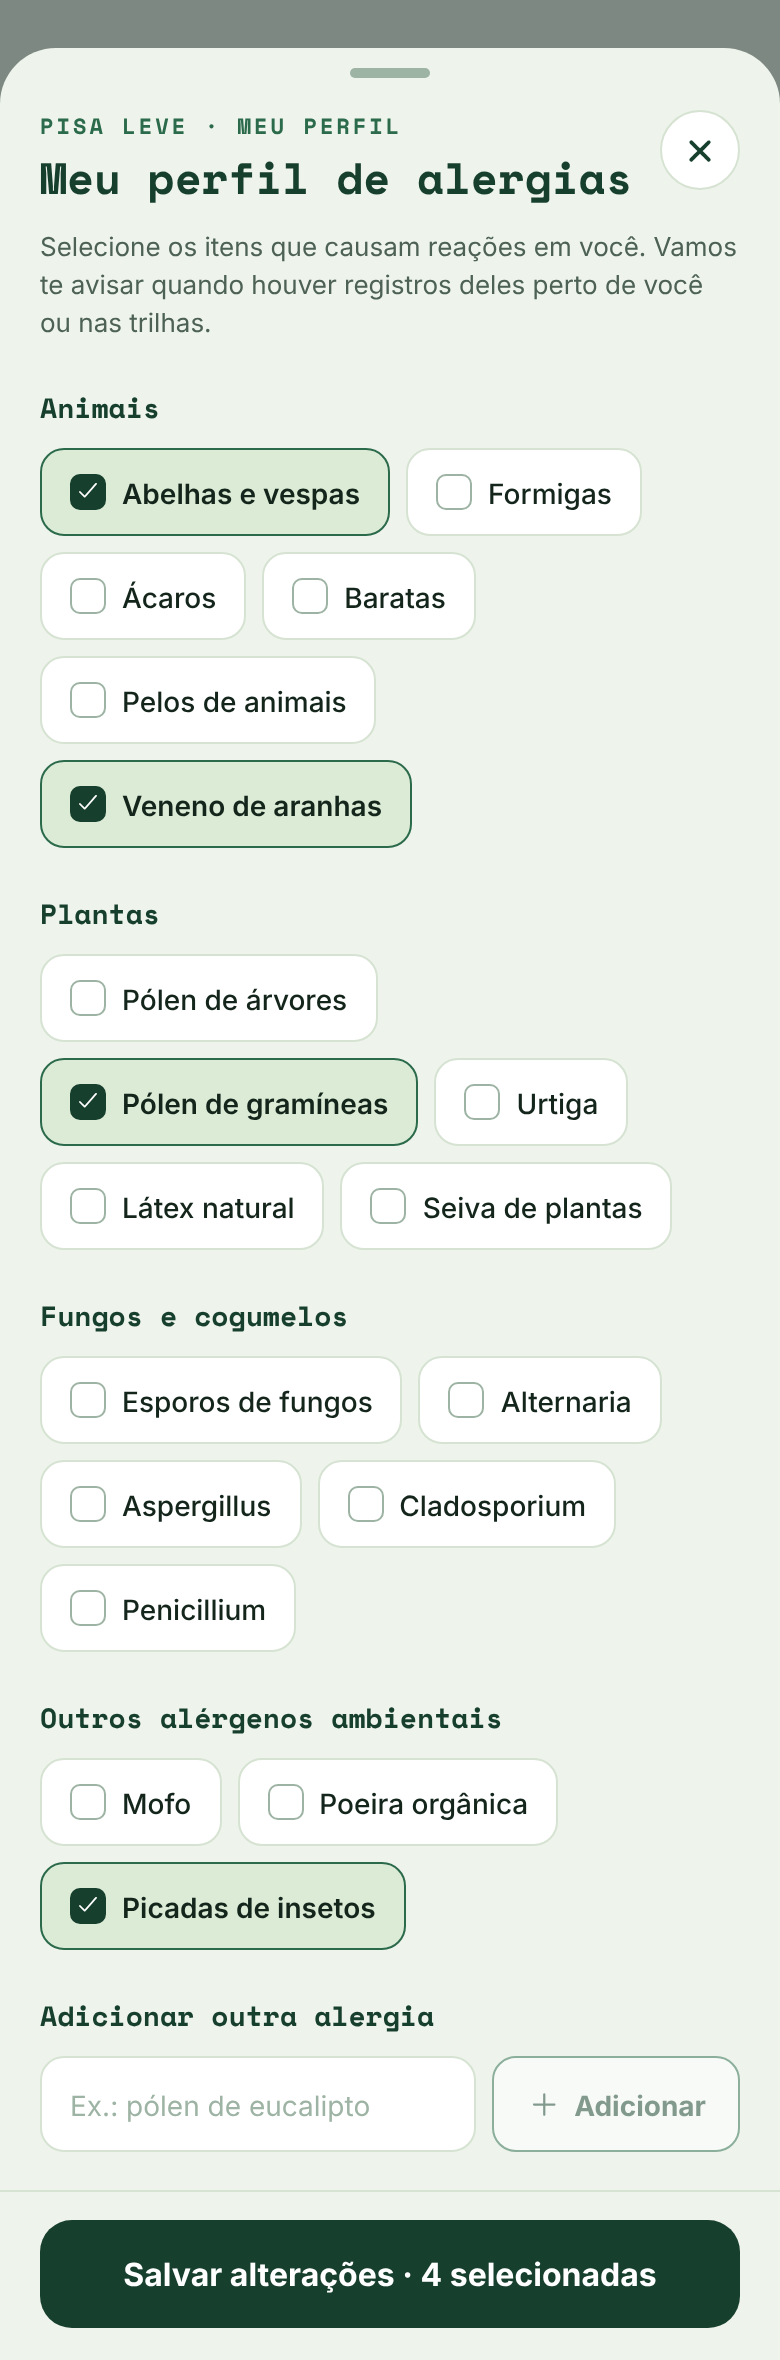 PISA LEVE · MEU PERFIL
Meu perfil de alergias
Selecione os itens que causam reações em você. Vamos
te avisar quando houver registros deles perto de você
ou nas trilhas.
Animais
Abelhas e vespas
Formigas
Ácaros
Baratas
Pelos de animais
Veneno de aranhas
Plantas
Pólen de árvores
Pólen de gramíneas
Urtiga
Látex natural
Seiva de plantas
Fungos e cogumelos
Esporos de fungos
Alternaria
Aspergillus
Cladosporium
Penicillium
Outros alérgenos ambientais
Mofo
Poeira orgânica
Picadas de insetos
Adicionar outra alergia
Ex.: pólen de eucalipto
+ Adicionar
Salvar alterações · 4 selecionadas